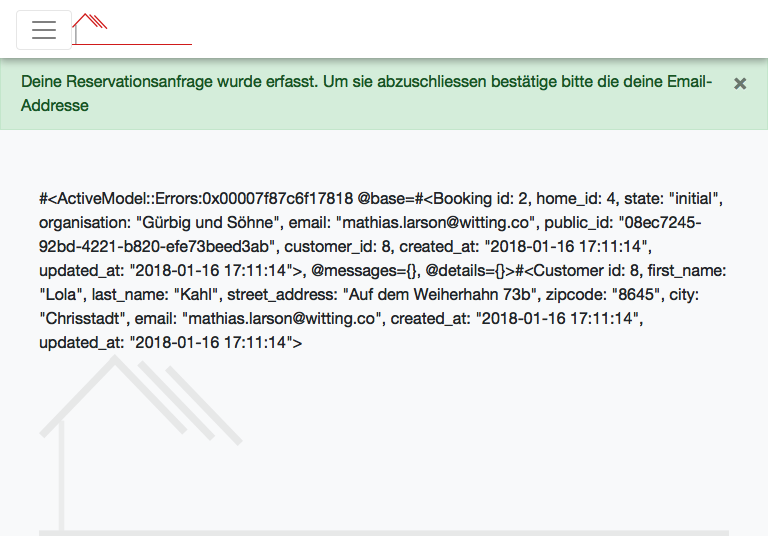 Deine Reservationsanfrage wurde erfasst. Um sie abzuschliessen bestätige bitte die deine Email-
Addresse
×
#<ActiveModel::Errors:0x00007f87c6f17818 @base=#<Booking id: 2, home_id: 4, state: "initial",
organisation: "Gürbig und Söhne", email: "mathias.larson@witting.co", public_id: "08ec7245-
92bd-4221-b820-efe73beed3ab", customer_id: 8, created_at: "2018-01-16 17:11:14",
updated_at: "2018-01-16 17:11:14">, @messages={}, @details={}>#<Customer id: 8, first_name:
"Lola", last_name: "Kahl", street_address: "Auf dem Weiherhahn 73b", zipcode: "8645", city:
"Chrisstadt", email: "mathias.larson@witting.co", created_at: "2018-01-16 17:11:14",
updated_at: "2018-01-16 17:11:14">